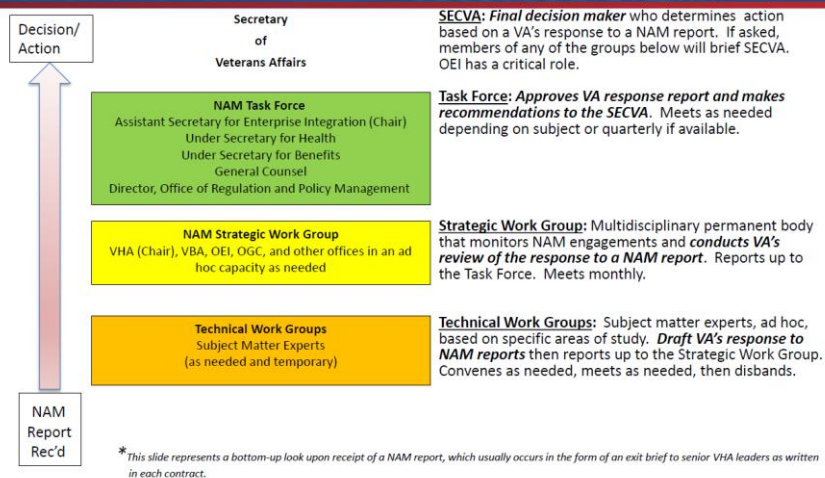 Decision/
Action
Secretary
of
Veterans Affairs
SECVA: Final decision maker who determines action
based on a VA's response to a NAM report. If asked,
members of any of the groups below will brief SECVA.
OEI has a critical role.
NAM Task Force
Assistant Secretary for Enterprise Integration (Chair)
Under Secretary for Health
Under Secretary for Benefits
General Counsel
Director, Office of Regulation and Policy Management
Task Force: Approves VA response report and makes
recommendations to the SECVA. Meets as needed
depending on subject or quarterly if available.
NAM Strategic Work Group
VHA (Chair), VBA, OEI, OGC, and other offices in an ad
hoc capacity as needed
Strategic Work Group: Multidisciplinary permanent body
that monitors NAM engagements and conducts VA's
review of the response to a NAM report. Reports up to
the Task Force. Meets monthly.
Technical Work Groups
Subject Matter Experts
(as needed and temporary)
Technical Work Groups: Subject matter experts, ad hoc,
based on specific areas of study. Draft VA's response to
NAM reports then reports up to the Strategic Work Group.
Convenes as needed, meets as needed, then disbands.
NAM
Report
Rec'd
*This slide represents a bottom-up look upon receipt of a NAM report, which usually occurs in the form of an exit brief to senior VHA leaders as written
in each contract.